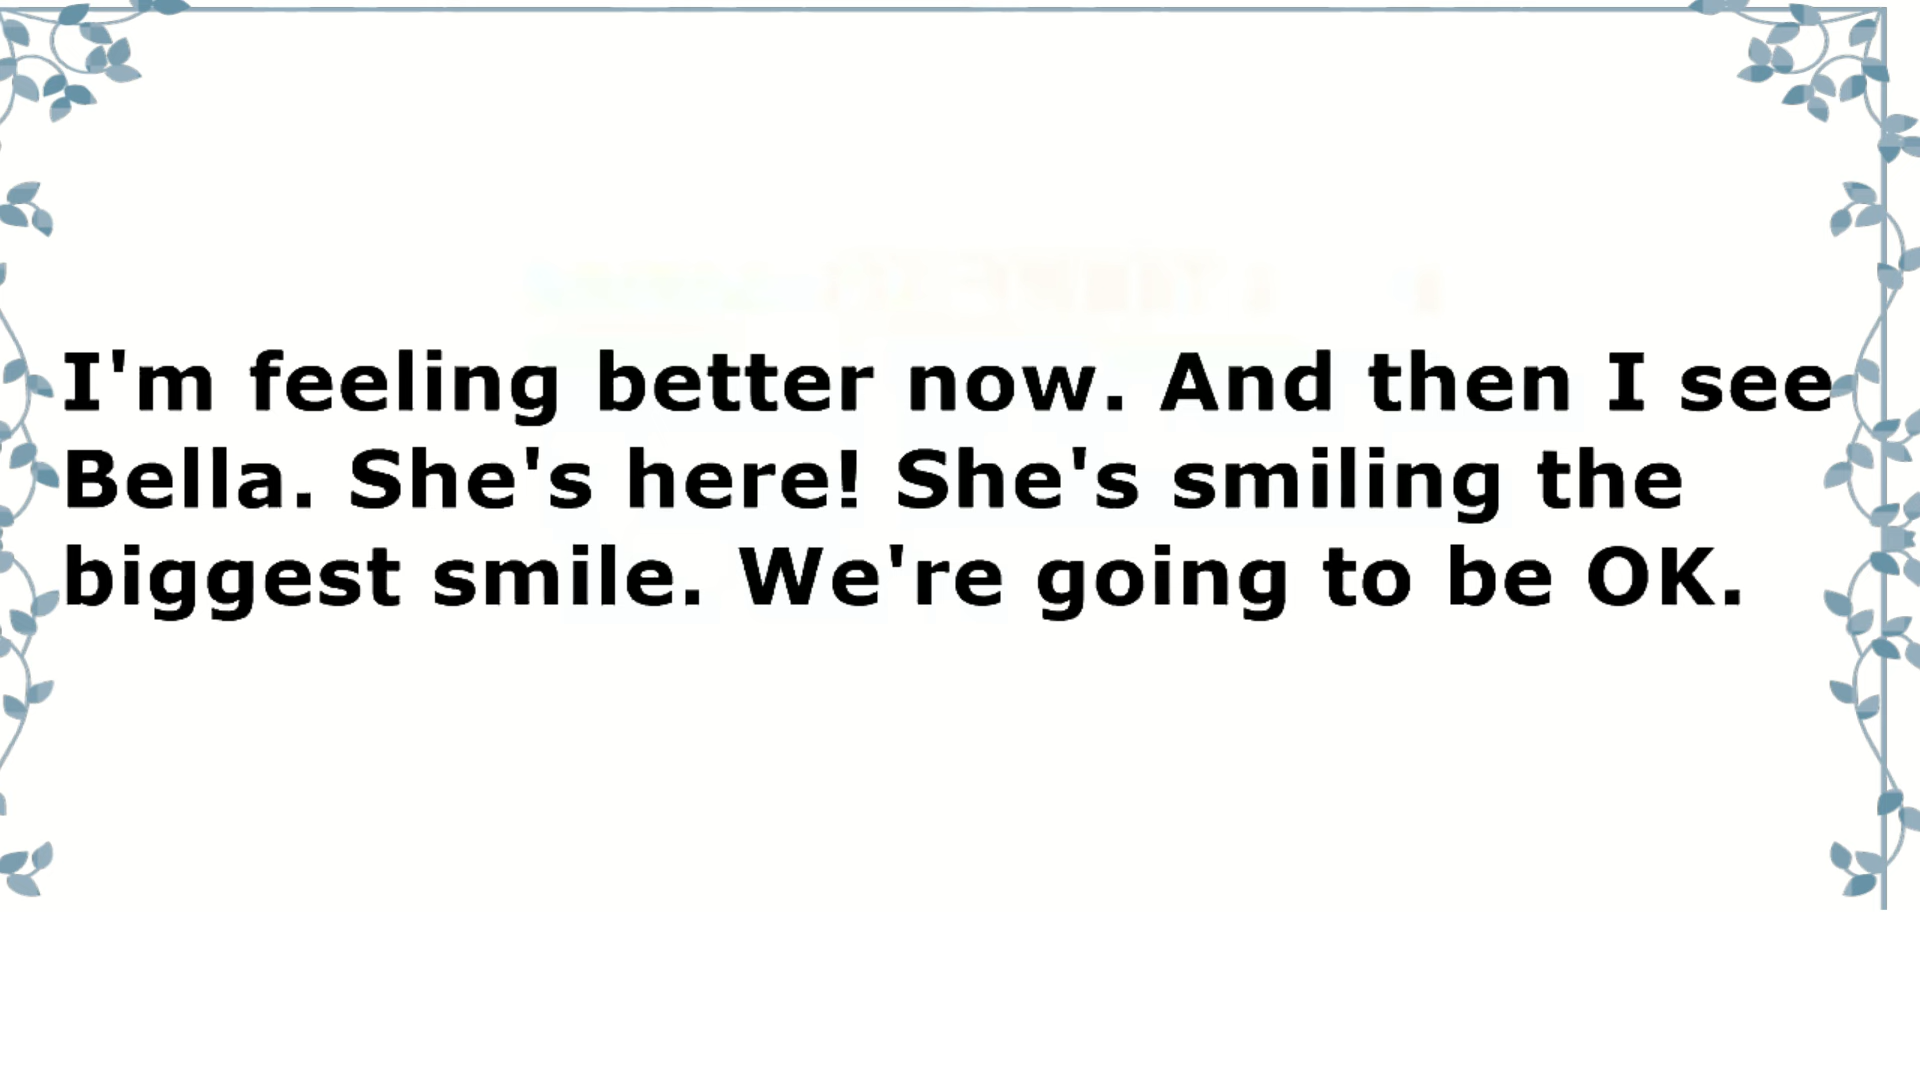 I'm feeling better now. And then I see
Bella. She's here! She's smiling the
biggest smile. We're going to be OK.